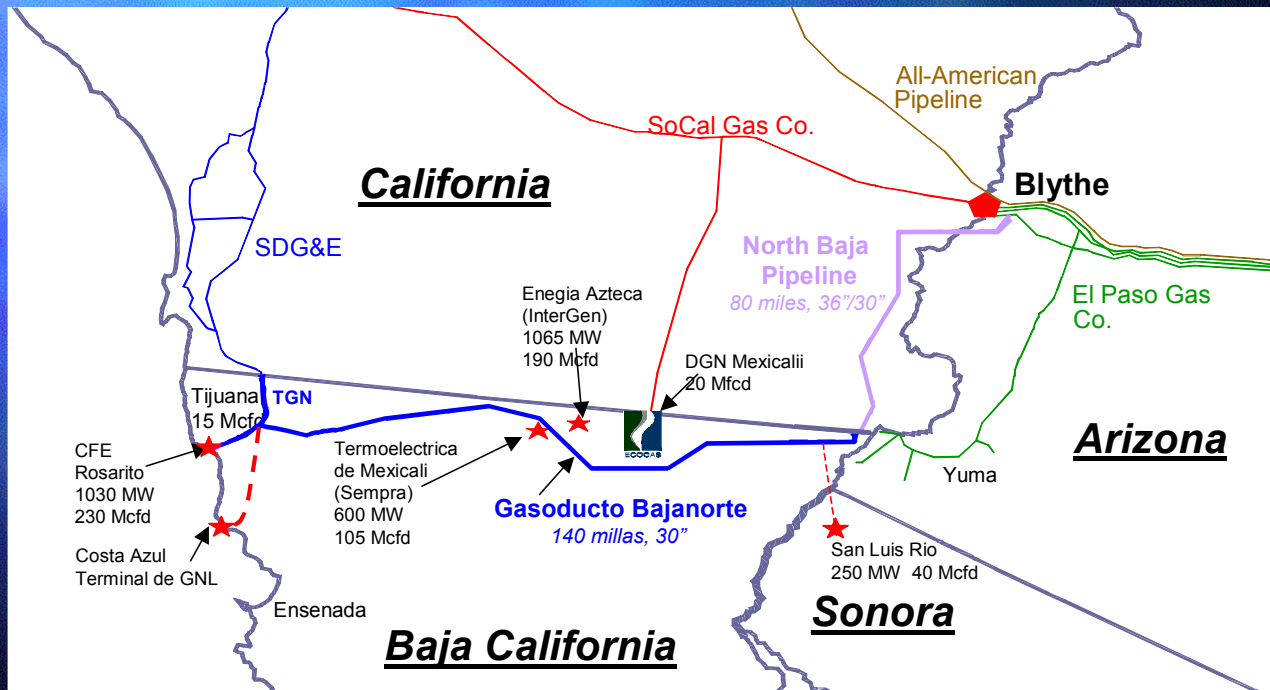 All-American
Pipeline
SoCal Gas Co.
California
Blythe
SDG&E
North Baja
Pipeline
80 miles, 36”/30”
El Paso Gas
Co.
Enegia Azteca
(InterGen)
1065 MW
190 Mcfd
DGN Mexicalii
20 Mfcd
Tijuana
15 Mcfd
TGN
CFE
Rosarito
1030 MW
230 Mcfd
Termoelectrica
de Mexicali
(Sempra)
600 MW
105 Mcfd
ECOGAS
Arizona
Yuma
Gasoducto Bajanorte
140 millas, 30”
Costa Azul
Terminal de GNL
San Luis Rio
250 MW 40 Mcfd
Ensenada
Sonora
Baja California